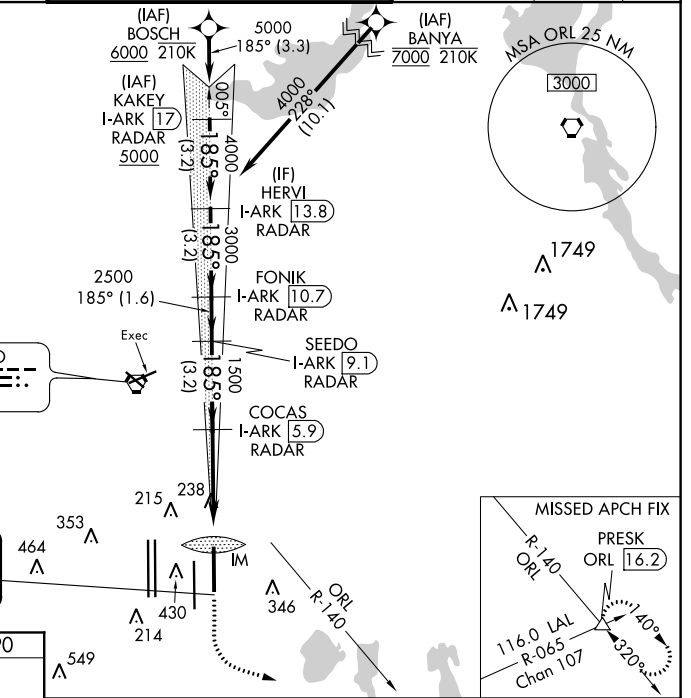 (IAF)
BOSCH
6000 210K
5000
185° (3.3)
(IAF)
BANYA
7000 210K
MSA ORL 25 NM
3000
(IAF)
KAKEY
I-ARK 17
RADAR
5000
005°
4000
228°
(10.1)
4000
185°
(3.2)
(IF)
HERVI
I-ARK 13.8
RADAR
3000
185°
(3.2)
1749
1749
2500
185° (1.6)
FONIK
I-ARK 10.7
RADAR
SEEDO
I-ARK 9.1
RADAR
Exec
1500
185°
(3.2)
COCAS
I-ARK 5.9
RADAR
238
215
353
464
IM
430
214
346
549
ORL
R-140
MISSED APCH FIX
PRESK
ORL 16.2
R-140
ORL
116.0 LAL
R-065
Chan 107
140°
320°